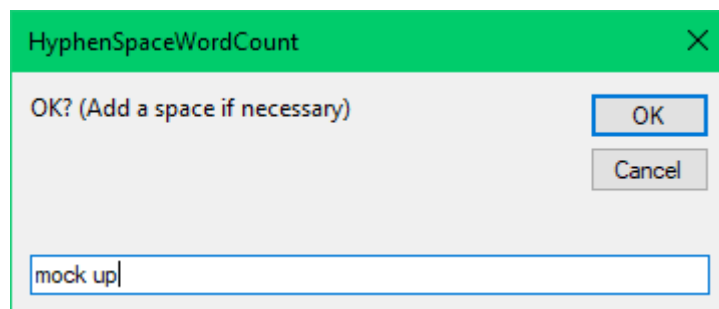 HyphenSpaceWordCount
OK? (Add a space if necessary)
OK
Cancel
mock up